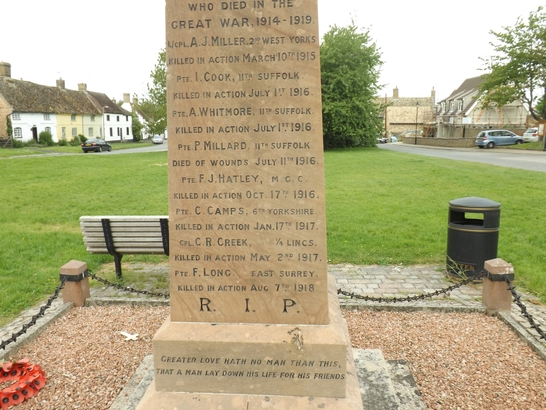 WHO DIED IN THE
GREAT WAR, 1914-1919.
L/CPL. A.J. MILLER, 2ND WEST YORKS
KILLED IN ACTION MARCH 10TH 1915
PTE. I. COOK, 11TH SUFFOLK
KILLED IN ACTION JULY 1ST 1916.
PTE. A. WHITMORE, 11TH SUFFOLK
KILLED IN ACTION JULY 1ST 1916.
PTE. P. MILLARD, 11TH SUFFOLK
DIED OF WOUNDS JULY 11TH 1916.
PTE. F.J. HATLEY, M.G.C.
KILLED IN ACTION OCT. 17TH 1916.
PTE. C. CAMPS, 6TH YORKSHIRE
KILLED IN ACTION JAN. 17TH 1917.
CPL. C.R. CREEK, ¼ LINCS.
KILLED IN ACTION MAY 2ND 1917.
PTE. F. LONG, EAST SURREY.
KILLED IN ACTION AUG. 7TH 1918.
R. I. P.
GREATER LOVE HATH NO MAN THAN THIS,
THAT A MAN LAY DOWN HIS LIFE FOR HIS FRIENDS